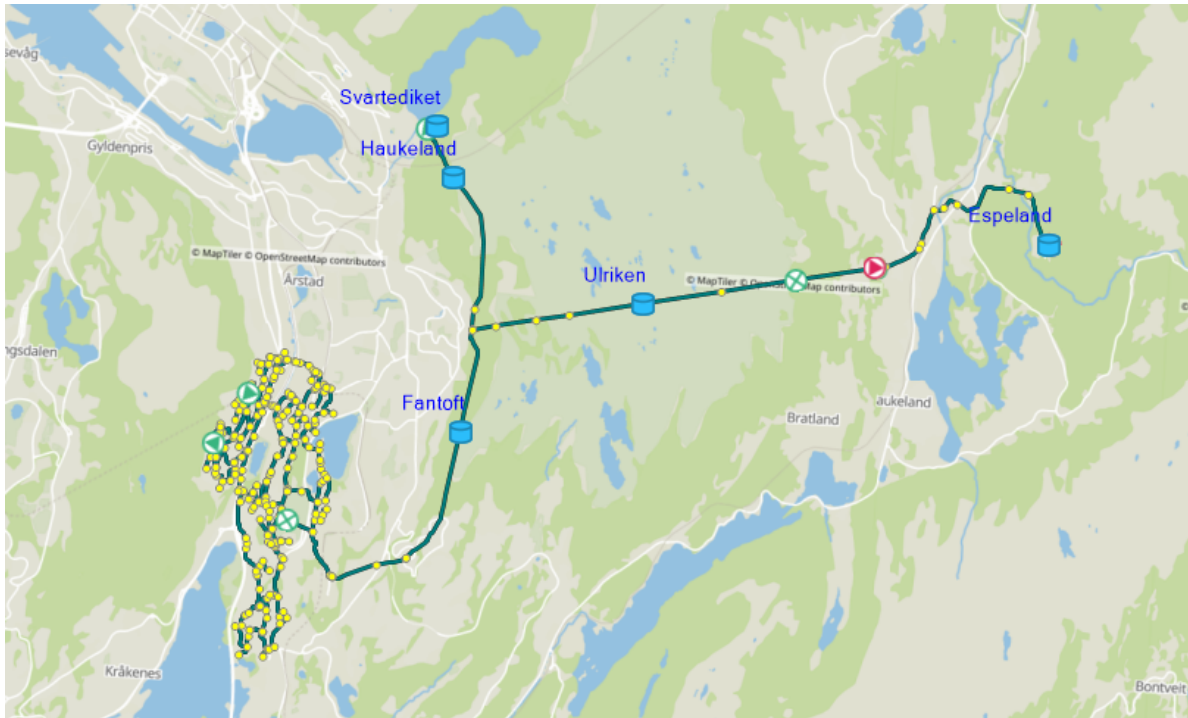 sevåg
Svartediket
Gyldenpris
Haukeland
Espeland
© MapTiler © OpenStreetMap contributors
Årstad
Ulriken
© MapTiler © OpenStreetMap contributors
©
ngsdalen
Fantoft
aukeland
Bratland
Kråkenes
Bontveit